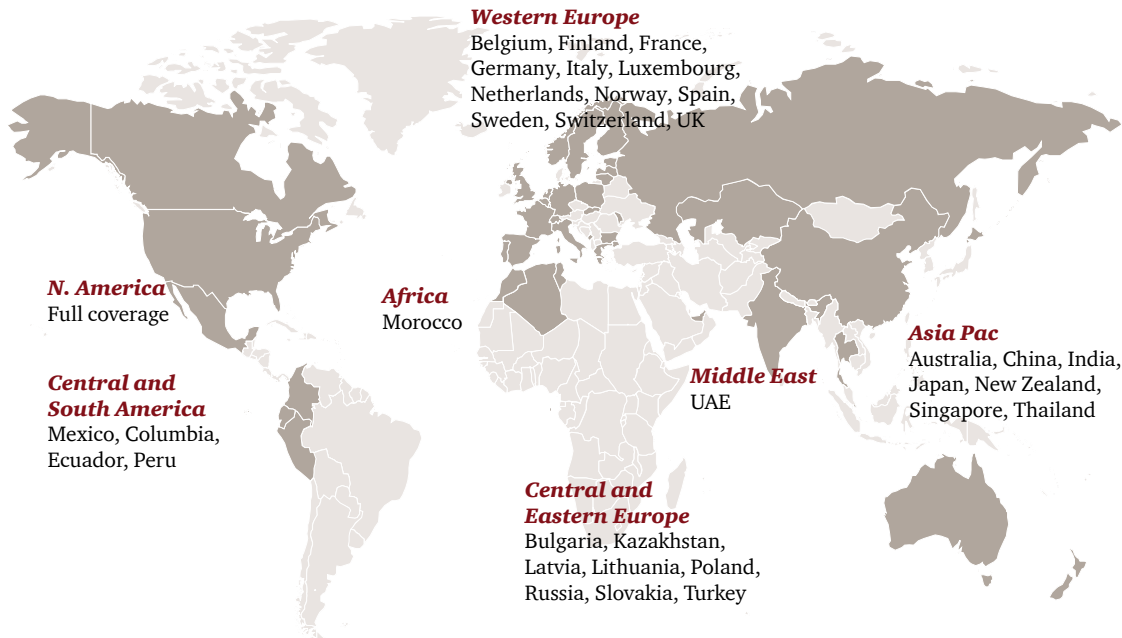 Western Europe
Belgium, Finland, France,
Germany, Italy, Luxembourg,
Netherlands, Norway, Spain,
Sweden, Switzerland, UK
N. America
Full coverage
Africa
Morocco
Asia Pac
Australia, China, India,
Japan, New Zealand,
Singapore, Thailand
Central and
South America
Mexico, Columbia,
Ecuador, Peru
Middle East
UAE
Central and
Eastern Europe
Bulgaria, Kazakhstan,
Latvia, Lithuania, Poland,
Russia, Slovakia, Turkey